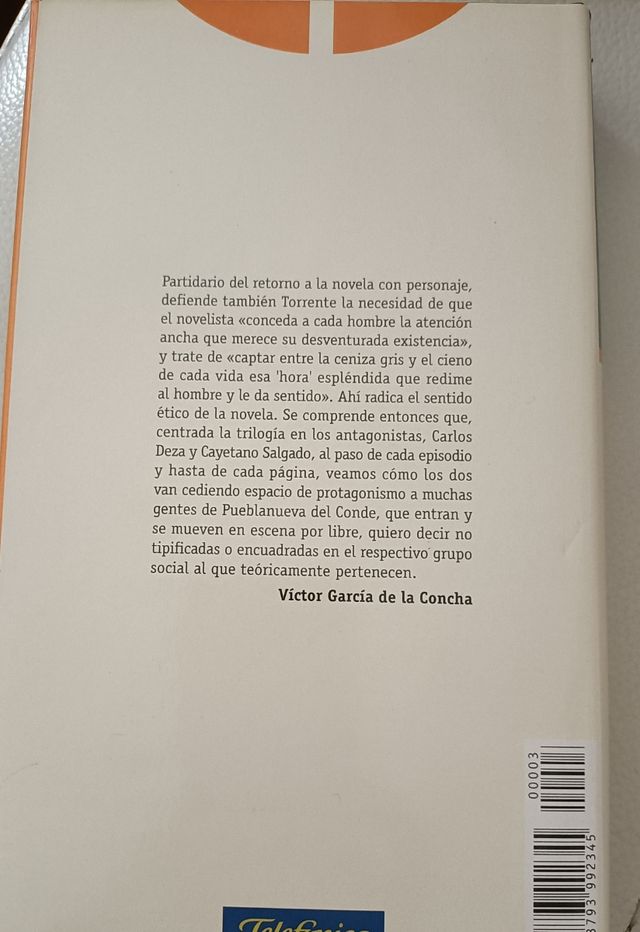 Partidario del retorno a la novela con personaje,
defiende también Torrente la necesidad de que
el novelista «conceda a cada hombre la atención
ancha que merece su desventurada existencia»,
y trate de «captar entre la ceniza gris y el cieno
de cada vida esa 'hora' espléndida que redime
al hombre y le da sentido». Ahí radica el sentido
ético de la novela. Se comprende entonces que,
centrada la trilogía en los antagonistas, Carlos
Deza y Cayetano Salgado, al paso de cada episodio
y hasta de cada página, veamos cómo los dos
van cediendo espacio de protagonismo a muchas
gentes de Pueblanueva del Conde, que entran y
se mueven en escena por libre, quiero decir no
tipificadas o encuadradas en el respectivo grupo
social al que teóricamente pertenecen.
Víctor García de la Concha
00003
3793 992345
Telefónica